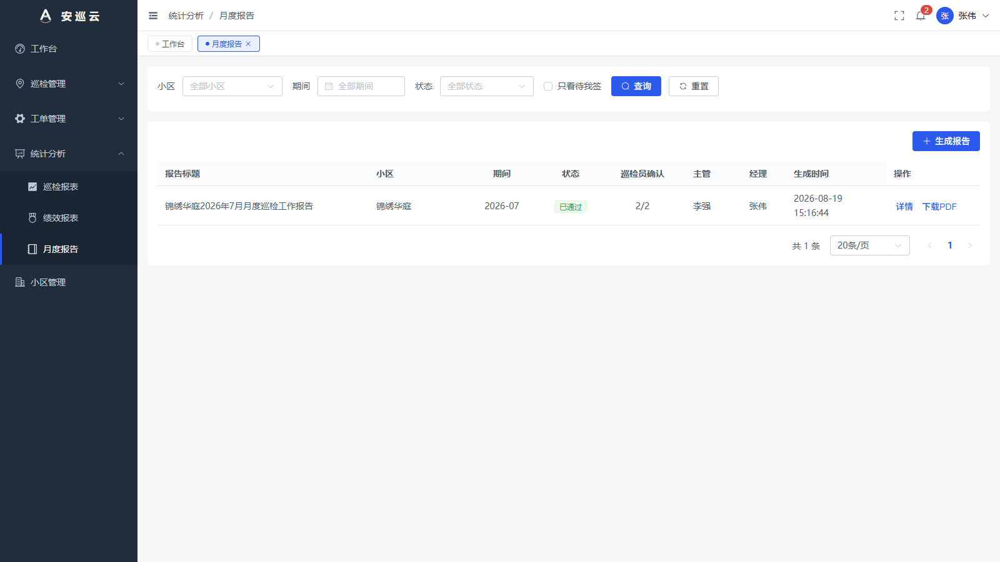 安巡云
工作台
巡检管理
工单管理
统计分析
巡检报表
绩效报表
月度报告
小区管理
统计分析 / 月度报告
2
张 张伟
工作台 月度报告
小区 全部小区 期间 全部期间 状态 全部状态 只看待我签 查询 重置
生成报告
报告标题 小区 期间 状态 巡检员确认 主管 经理 生成时间 操作
锦绣华庭2026年7月月度巡检工作报告 锦绣华庭 2026-07 已通过 2/2 李强 张伟 2026-08-19 15:16:44 详情 下载PDF
共 1 条 20条/页 1